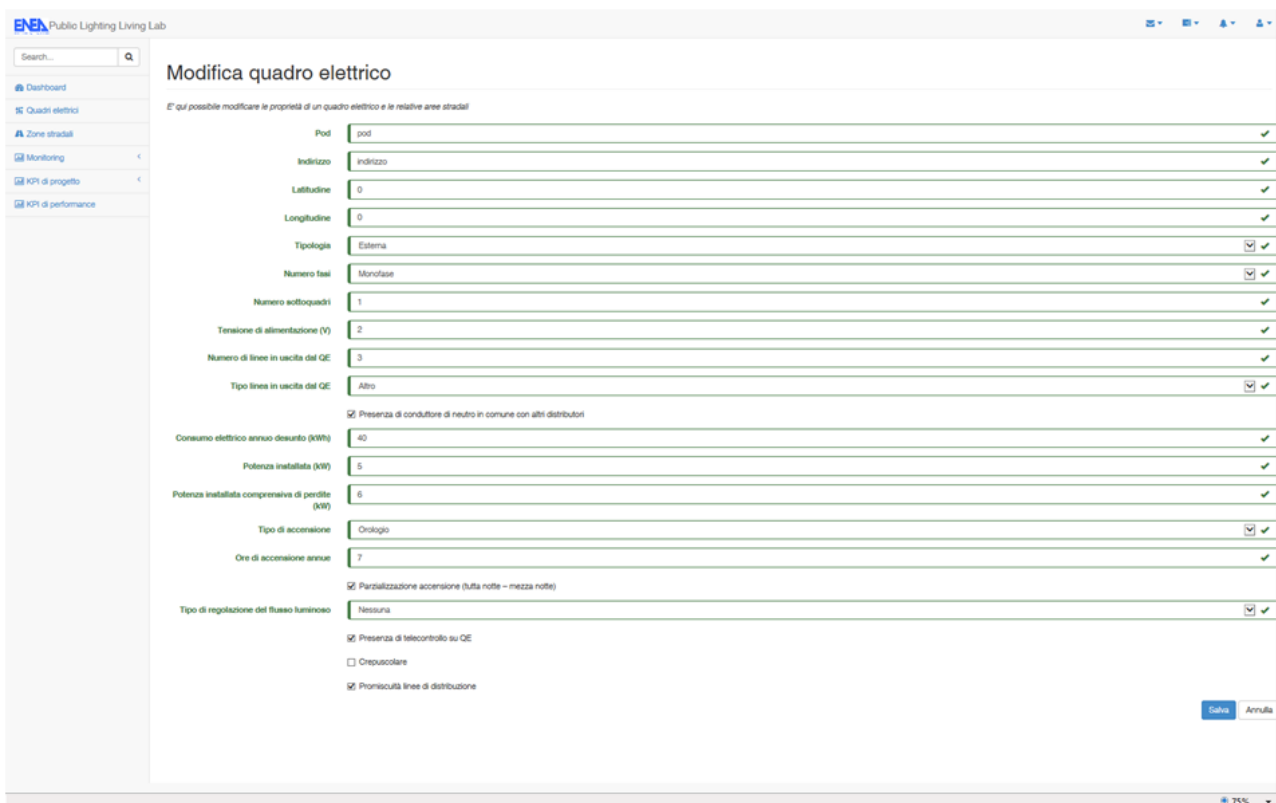 ENEA Public Lighting Living Lab
Search...
Dashboard
Quadri elettrici
Zone stradali
Monitoring
KPI di progetto
KPI di performance
Modifica quadro elettrico
E' qui possibile modificare le proprietà di un quadro elettrico e le relative aree stradali
Pod pod
Indirizzo indirizzo
Latitudine 0
Longitudine 0
Tipologia Esterna
Numero fasi Monofase
Numero sottoquadri 1
Tensione di alimentazione (V) 2
Numero di linee in uscita dal QE 3
Tipo linea in uscita dal QE Altro
Presenza di conduttore di neutro in comune con altri distributori
Consumo elettrico annuo desunto (kWh) 40
Potenza installata (kW) 5
Potenza installata comprensiva di perdite 6
(kW)
Tipo di accensione Orologio
Ore di accensione annue 7
Parzializzazione accensione (tutta notte – mezza notte)
Tipo di regolazione del flusso luminoso Nessuna
Presenza di telecontrollo su QE
Crepuscolare
Promiscuità linee di distribuzione
Salva Annulla
75%